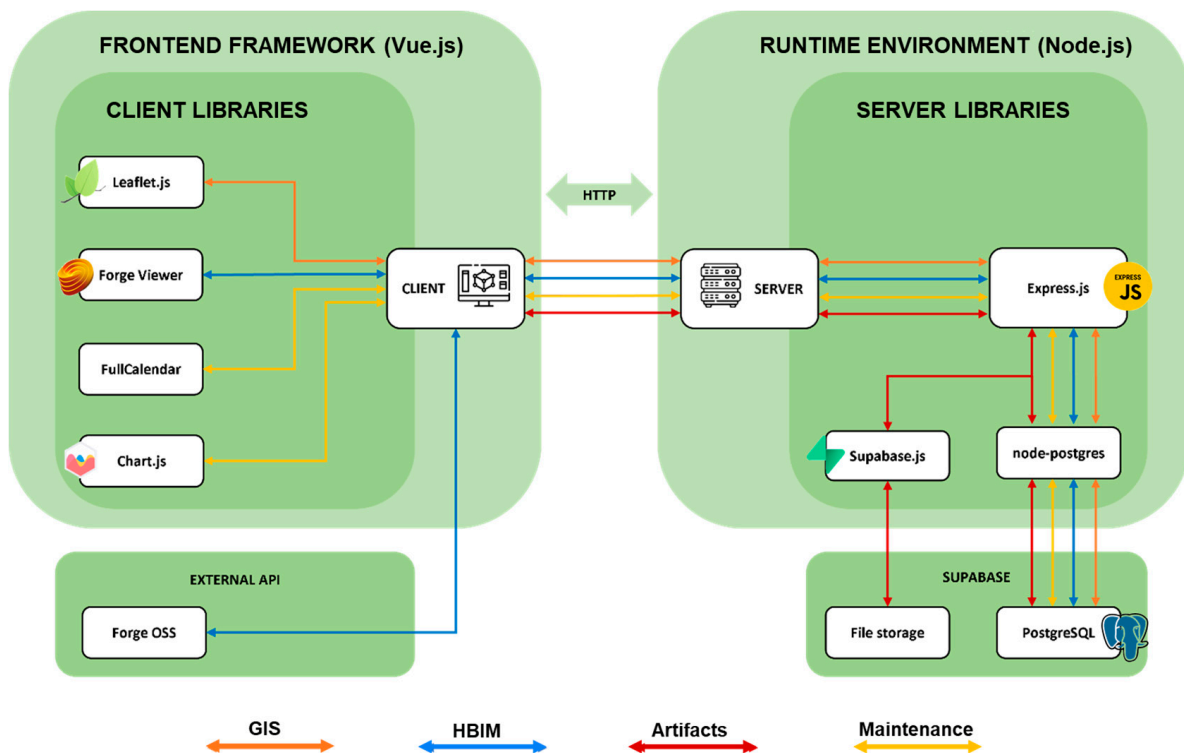 FRONTEND FRAMEWORK (Vue.js)
CLIENT LIBRARIES
Leaflet.js
Forge Viewer
FullCalendar
Chart.js
CLIENT
HTTP
RUNTIME ENVIRONMENT (Node.js)
SERVER LIBRARIES
SERVER
Express.js
EXPRESS
JS
Supabase.js
node-postgres
EXTERNAL API
Forge OSS
SUPABASE
File storage
PostgreSQL
GIS
HBIM
Artifacts
Maintenance